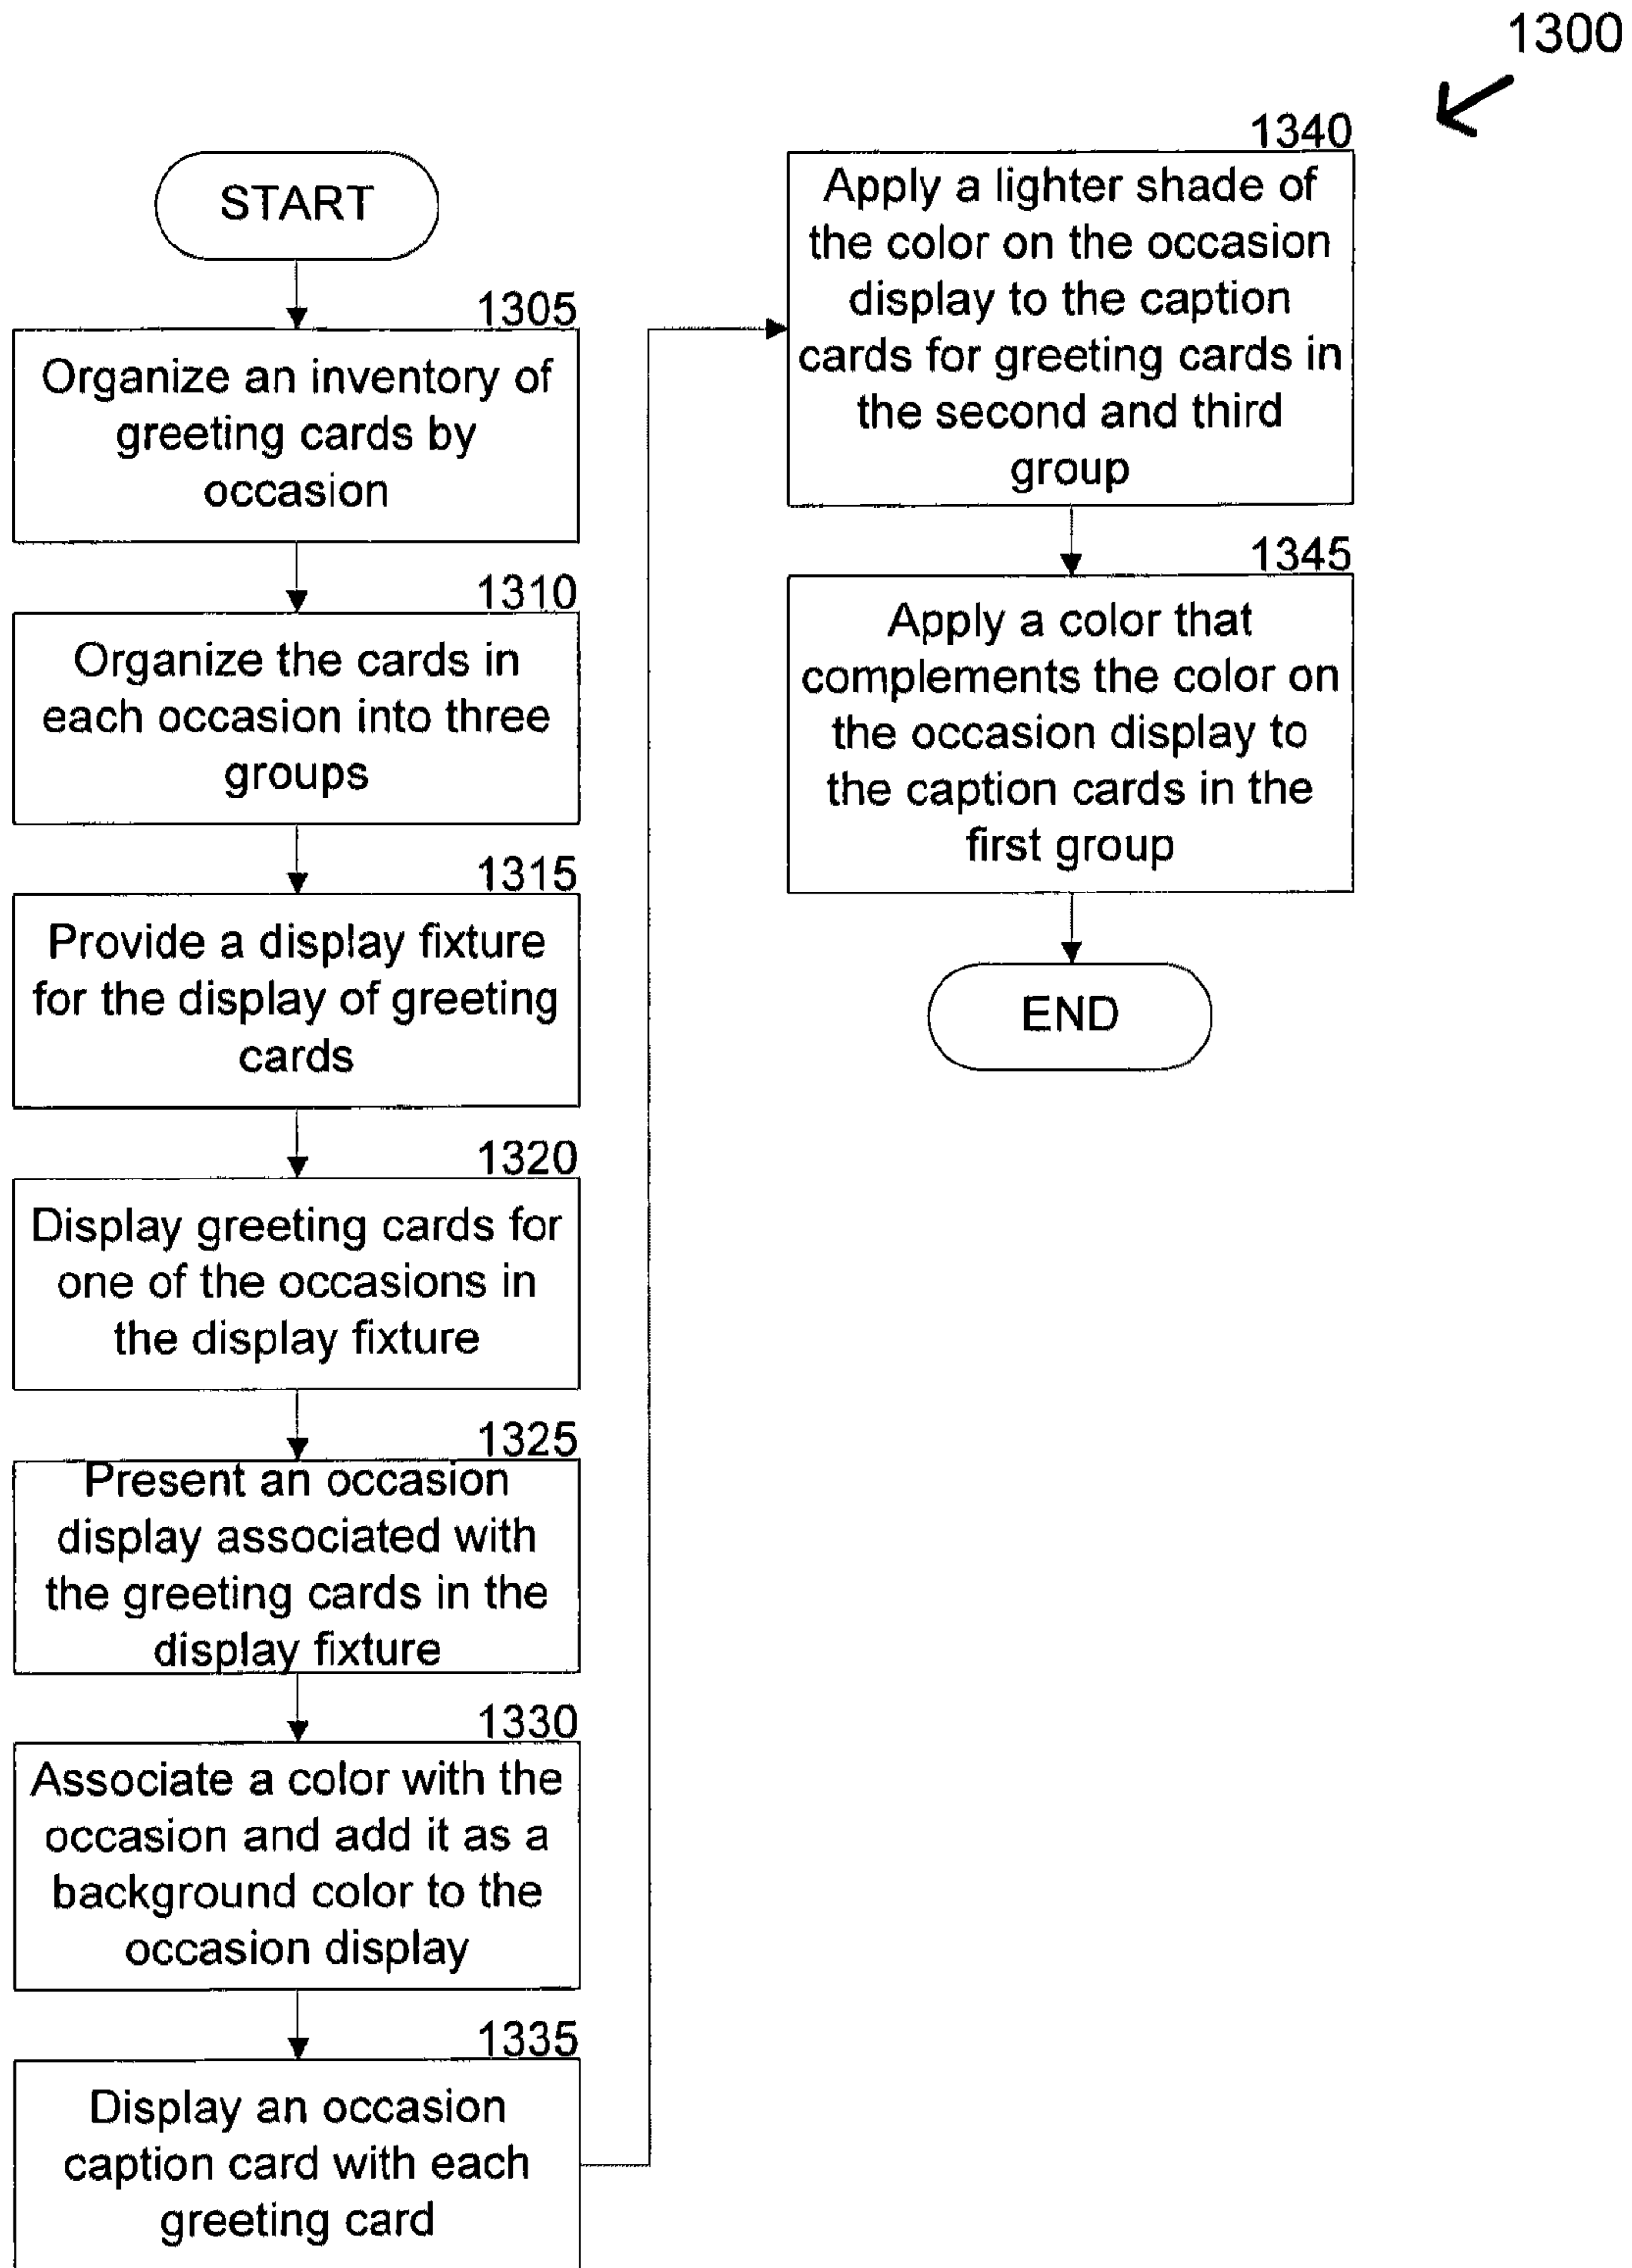 1300
START
1305
Organize an inventory of
greeting cards by
occasion
1310
Organize the cards in
each occasion into three
groups
1315
Provide a display fixture
for the display of greeting
cards
1320
Display greeting cards for
one of the occasions in
the display fixture
1325
Present an occasion
display associated with
the greeting cards in the
display fixture
1330
Associate a color with the
occasion and add it as a
background color to the
occasion display
1335
Display an occasion
caption card with each
greeting card
1340
Apply a lighter shade of
the color on the occasion
display to the caption
cards for greeting cards in
the second and third
group
1345
Apply a color that
complements the color on
the occasion display to
the caption cards in the
first group
END